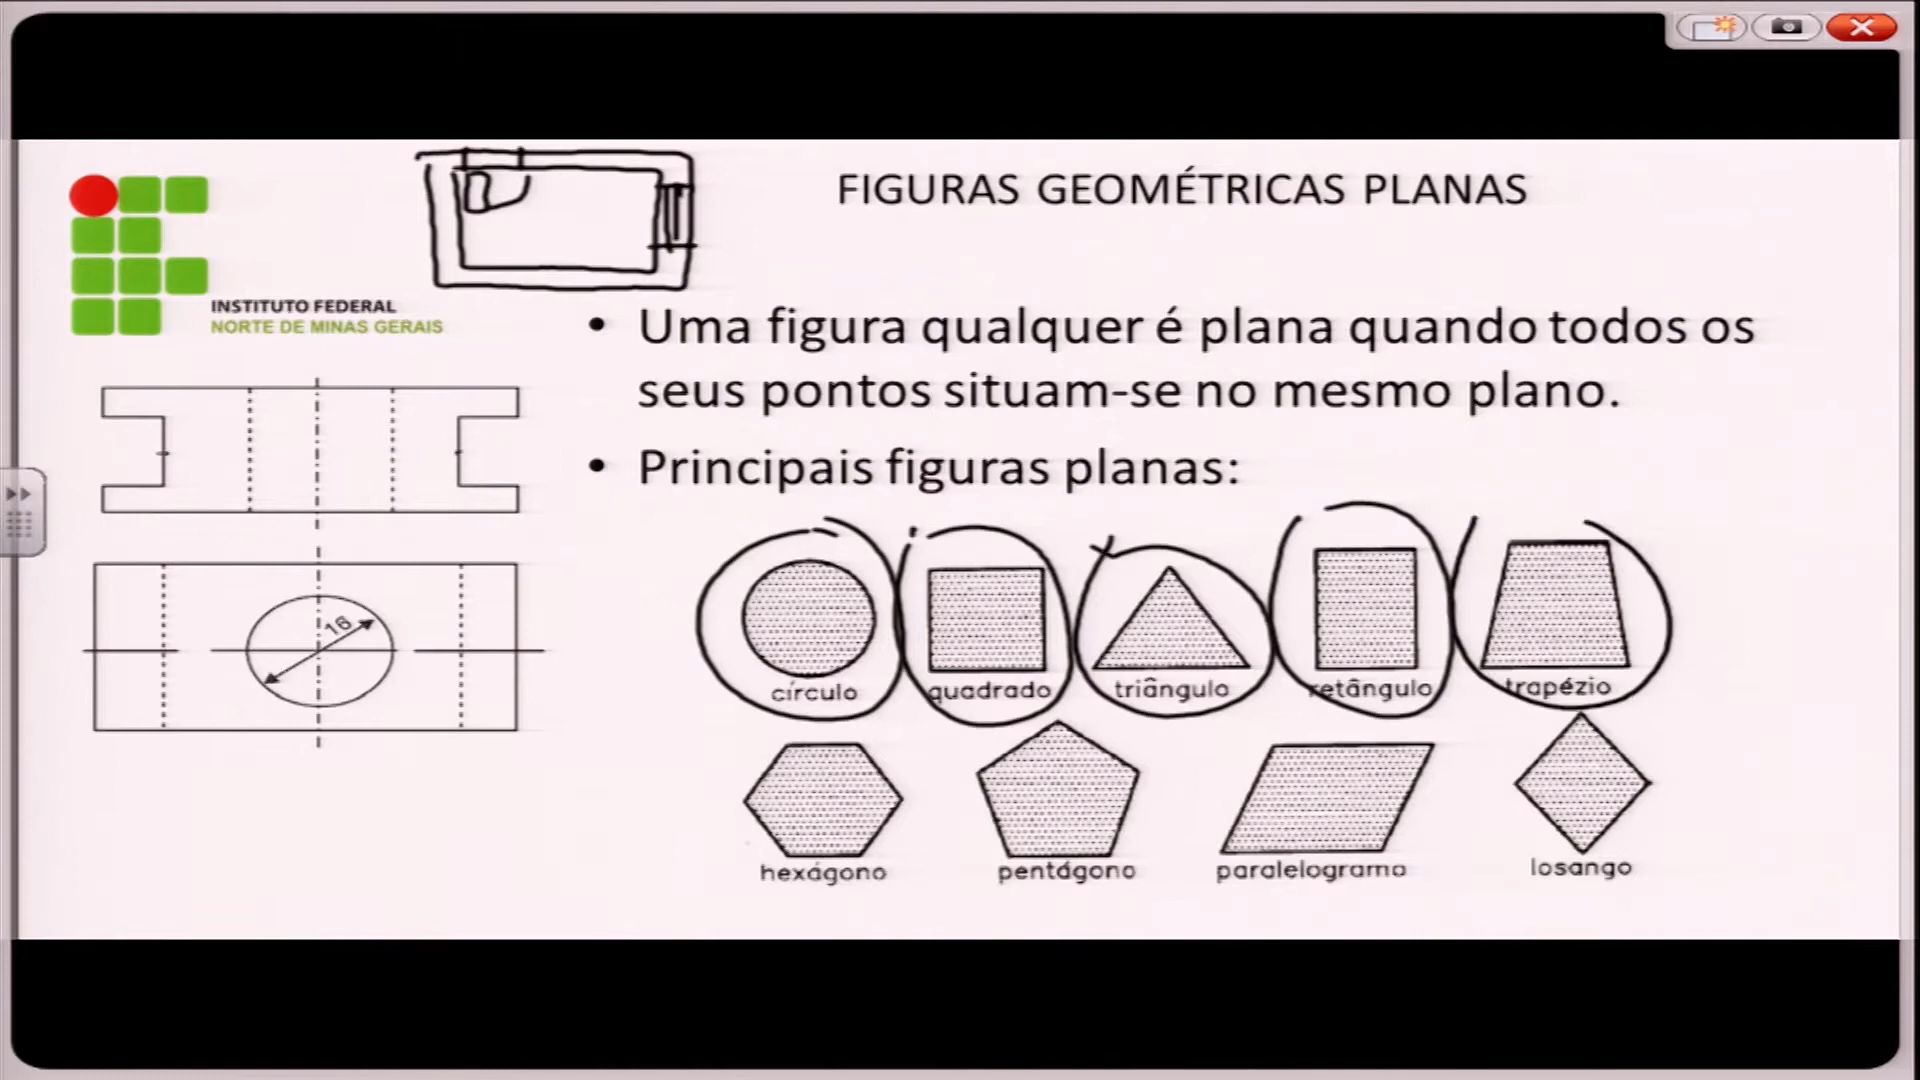 FIGURAS GEOMÉTRICAS PLANAS
INSTITUTO FEDERAL
NORTE DE MINAS GERAIS
• Uma figura qualquer é plana quando todos os
seus pontos situam-se no mesmo plano.
• Principais figuras planas:
16
círculo quadrado triângulo retângulo trapézio
hexágono pentágono paralelograma losango